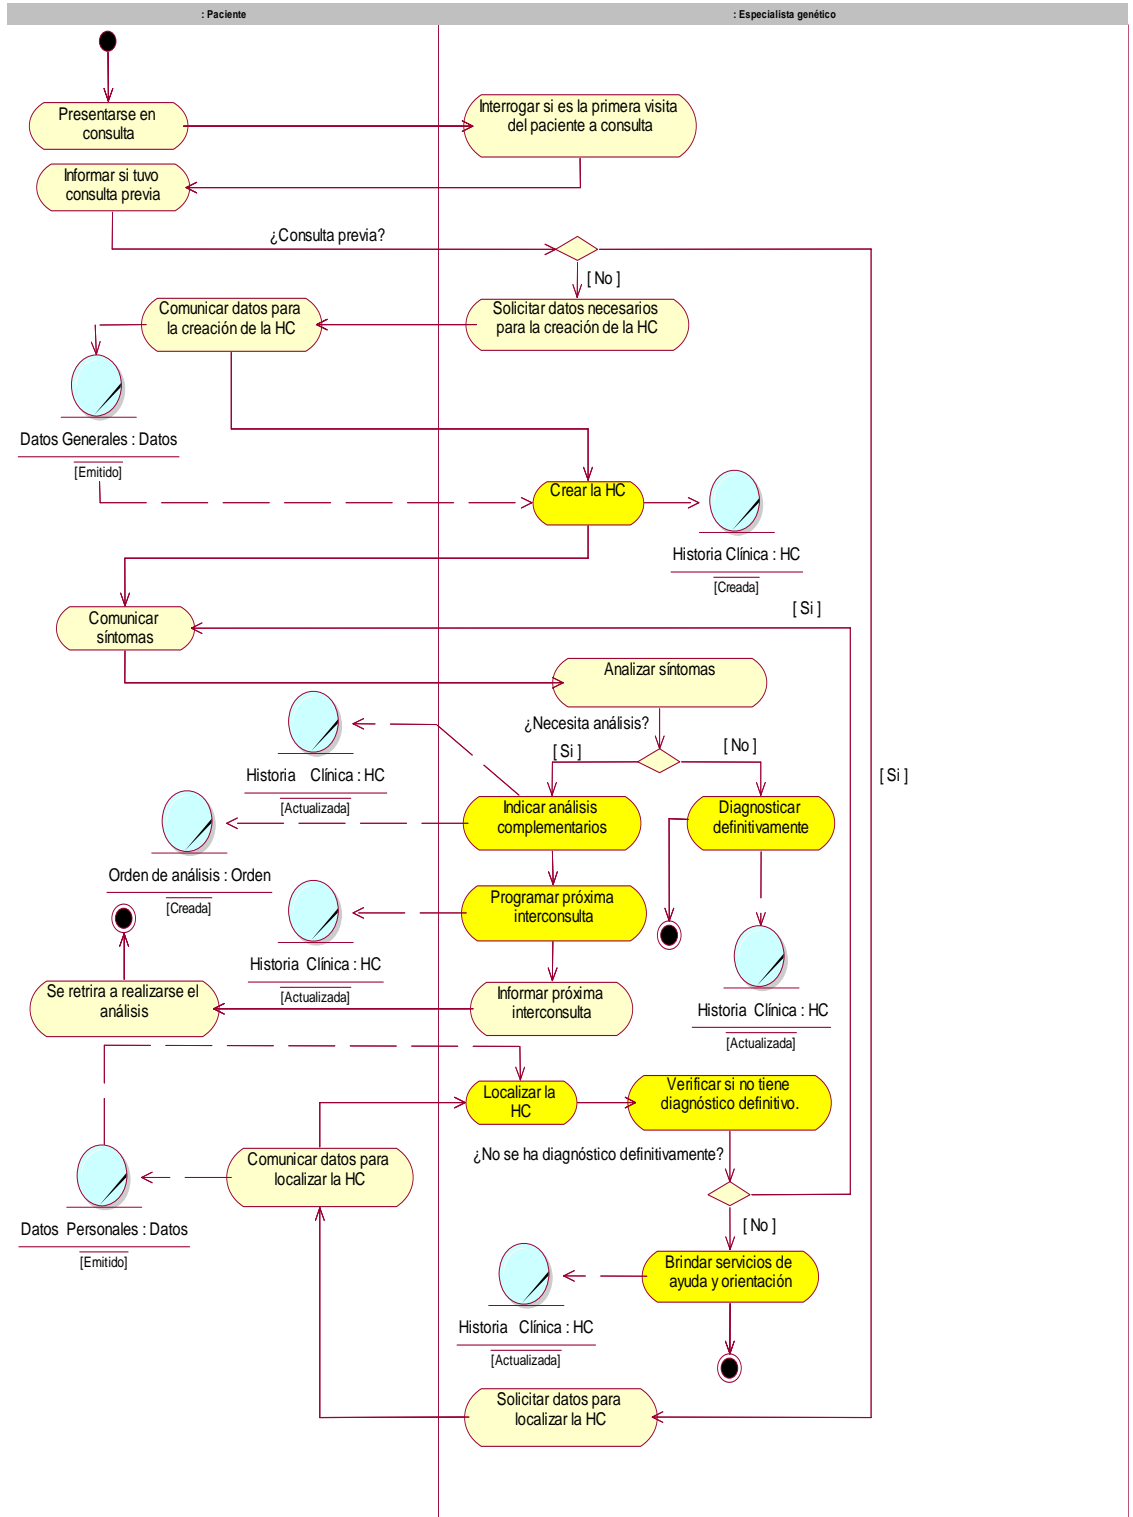 : Paciente
: Especialista genético
Presentarse en
consulta
Interrogar si es la primera visita
del paciente a consulta
Informar si tuvo
consulta previa
¿Consulta previa?
[ No ]
Comunicar datos para
la creación de la HC
Solicitar datos necesarios
para la creación de la HC
Datos Generales : Datos
[Emitido]
Crear la HC
Historia Clínica : HC
[Creada]
[ Si ]
Comunicar
síntomas
Analizar síntomas
¿Necesita análisis?
[ Si ]
[ No ]
[ Si ]
Historia Clínica : HC
[Actualizada]
Indicar análisis
complementarios
Diagnosticar
definitivamente
Orden de análisis : Orden
[Creada]
Programar próxima
interconsulta
Historia Clínica : HC
[Actualizada]
Se retrira a realizarse el
análisis
Informar próxima
interconsulta
Historia Clínica : HC
[Actualizada]
Localizar la
HC
Verificar si no tiene
diagnóstico definitivo.
¿No se ha diagnóstico definitivamente?
Comunicar datos para
localizar la HC
Datos Personales : Datos
[Emitido]
[ No ]
Brindar servicios de
ayuda y orientación
Historia Clínica : HC
[Actualizada]
Solicitar datos para
localizar la HC